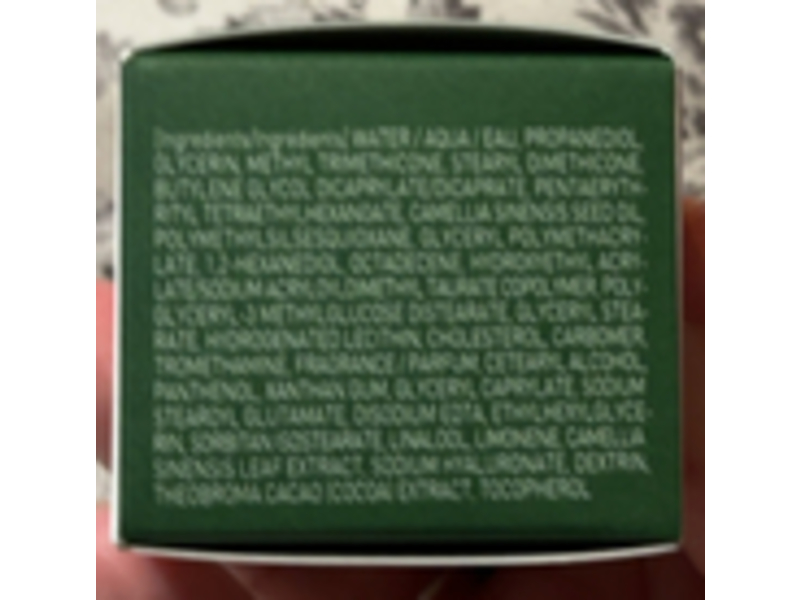 [Ingredients/Ingrédients] WATER / AQUA / EAU, PROPANEDIOL,
GLYCERIN, METHYL TRIMETHICONE, STEARYL DIMETHICONE,
BUTYLENE GLYCOL DICAPRYLATE/DICAPRATE, PENTAERYTH-
RITYL TETRAETHYLHEXANOATE, CAMELLIA SINENSIS SEED OIL,
POLYMETHYLSILSESQUIOXANE, GLYCERYL POLYMETHACRY-
LATE, 1,2-HEXANEDIOL, OCTADECENE, HYDROXYETHYL ACRY-
LATE/SODIUM ACRYLOYLDIMETHYL TAURATE COPOLYMER, POLY-
GLYCERYL-3 METHYLGLUCOSE DISTEARATE, GLYCERYL STEA-
RATE, HYDROGENATED LECITHIN, CHOLESTEROL, CARBOMER,
TROMETHAMINE, FRAGRANCE / PARFUM, CETEARYL ALCOHOL,
PANTHENOL, XANTHAN GUM, GLYCERYL CAPRYLATE, SODIUM
STEAROYL GLUTAMATE, DISODIUM EDTA, ETHYLHEXYLGLYCE-
RIN, SORBITAN ISOSTEARATE, LINALOOL, LIMONENE, CAMELLIA
SINENSIS LEAF EXTRACT, SODIUM HYALURONATE, DEXTRIN,
THEOBROMA CACAO (COCOA) EXTRACT, TOCOPHEROL